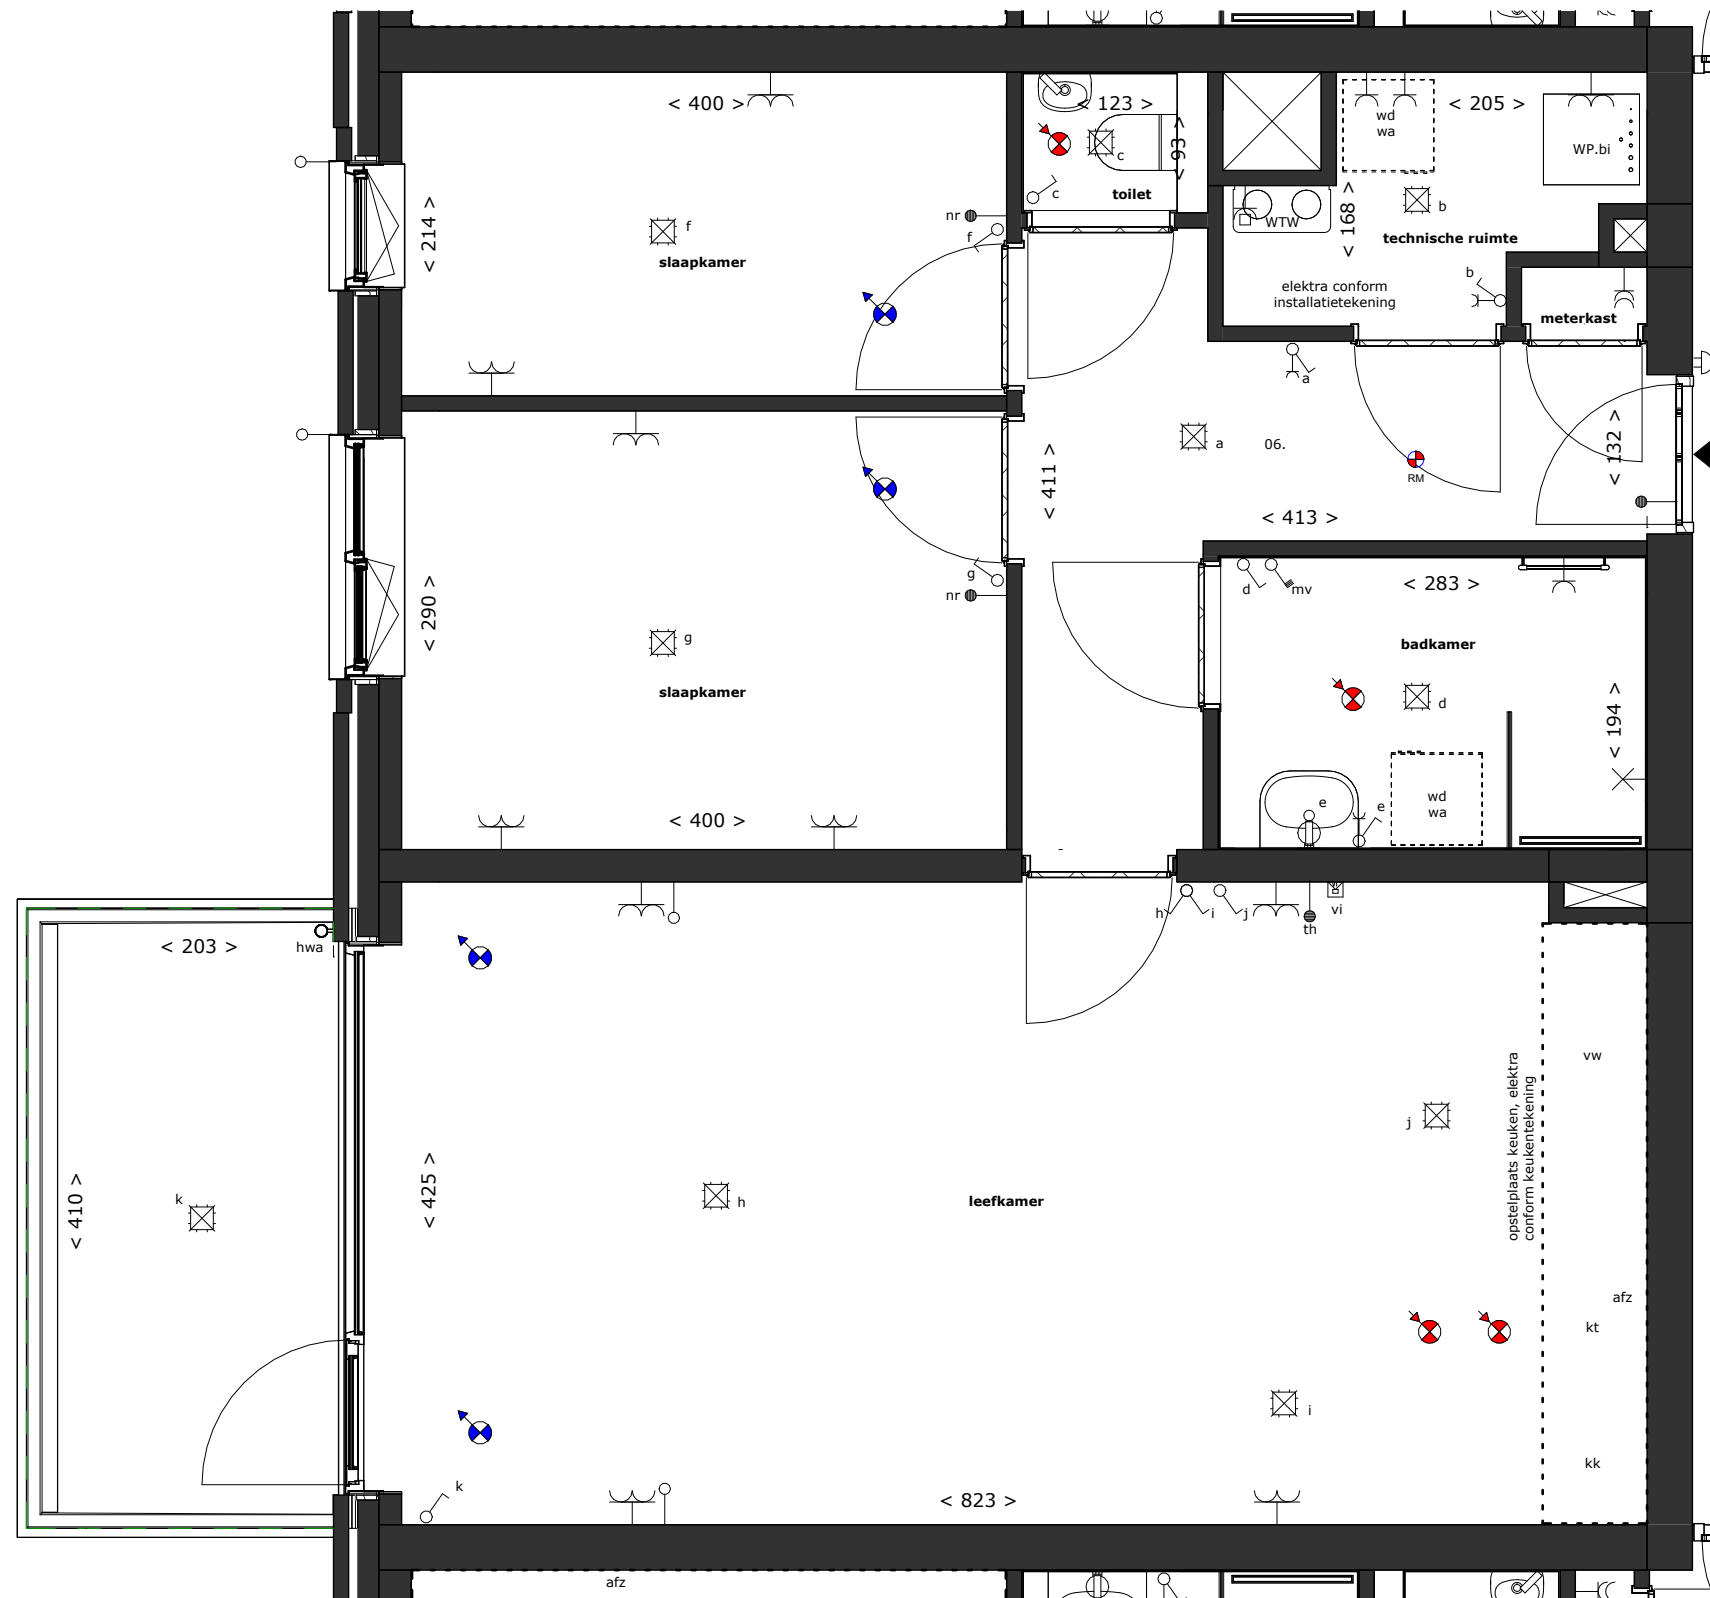 < 400 >
< 123 >
< 93 >
c
c
toilet
wd
wa
< 205 >
WP.bi
< 168 >
b
WTW
technische ruimte
< 214 >
f
slaapkamer
nr
f
elektra conform
installatietekening
b
meterkast
a
a
06.
< 411 >
< 132 >
RM
< 413 >
< 290 >
g
slaapkamer
< 400 >
g
nr
d
mv
< 283 >
badkamer
d
< 194 >
e
e
wd
wa
hwa
< 203 >
h
i
j
th
vi
vw
opstelplaats keuken, elektra
conform keukentekening
j
k
< 410 >
< 425 >
h
leefkamer
afz
kt
i
kk
k
< 823 >
afz